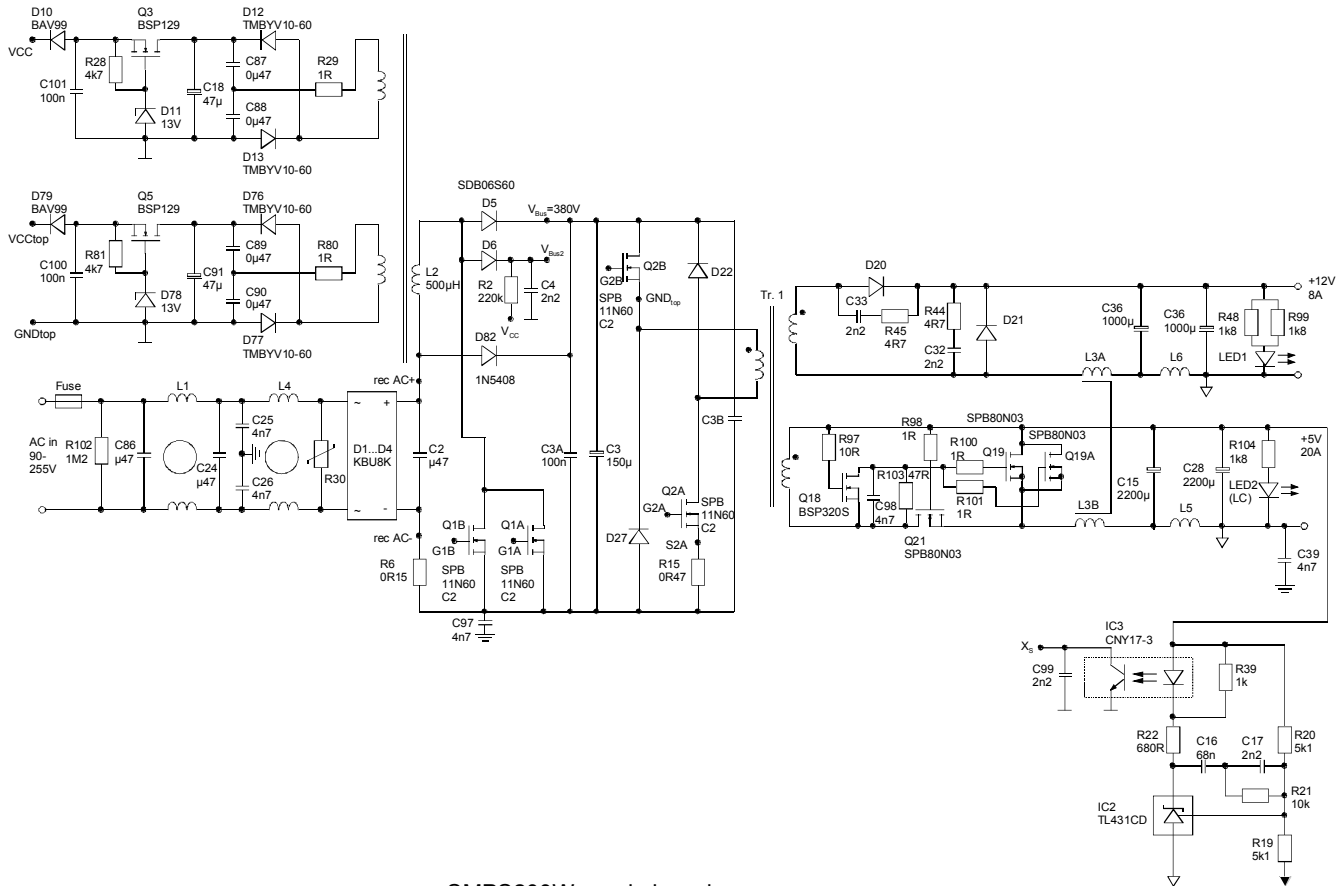 D10
BAV99
Q3
BSP129
D12
TMBYV10-60
VCC
R28
4k7
C101
100n
D11
13V
C18
47µ
C87
0µ47
C88
0µ47
R29
1R
D13
TMBYV10-60
D79
BAV99
Q5
BSP129
D76
TMBYV10-60
VCCtop
R81
4k7
C100
100n
D78
13V
C91
47µ
C89
0µ47
C90
0µ47
R80
1R
GNDtop
D77
TMBYV10-60
SDB06S60
D5
VBus=380V
D6
VBus2
L2
500µH
R2
220k
C4
2n2
VCC
D82
1N5408
G2B
Q2B
SPB
11N60
C2
GNDtop
D22
Tr. 1
Fuse
L1
L4
rec AC+
AC in
90-
255V
R102
1M2
C86
µ47
C24
µ47
C25
4n7
C26
4n7
R30
~
+
D1...D4
KBU8K
~
-
C2
µ47
rec AC-
R6
0R15
Q1B
G1B
SPB
11N60
C2
Q1A
G1A
SPB
11N60
C2
C97
4n7
C3A
100n
C3
150µ
C3B
Q2A
G2A
SPB
11N60
C2
D27
S2A
R15
0R47
D20
C33
2n2
R45
4R7
R44
4R7
C32
2n2
D21
C36
1000µ
C36
1000µ
R48
1k8
R99
1k8
+12V
8A
L3A
L6
LED1
R97
10R
R98
1R
R100
1R
SPB80N03
Q19
SPB80N03
Q19A
R103
47R
R101
1R
Q18
BSP320S
C98
4n7
Q21
SPB80N03
C15
2200µ
L3B
C28
2200µ
L5
R104
1k8
LED2
(LC)
+5V
20A
C39
4n7
IC3
CNY17-3
XS
C99
2n2
R39
1k
R22
680R
C16
68n
C17
2n2
R20
5k1
R21
10k
IC2
TL431CD
R19
5k1